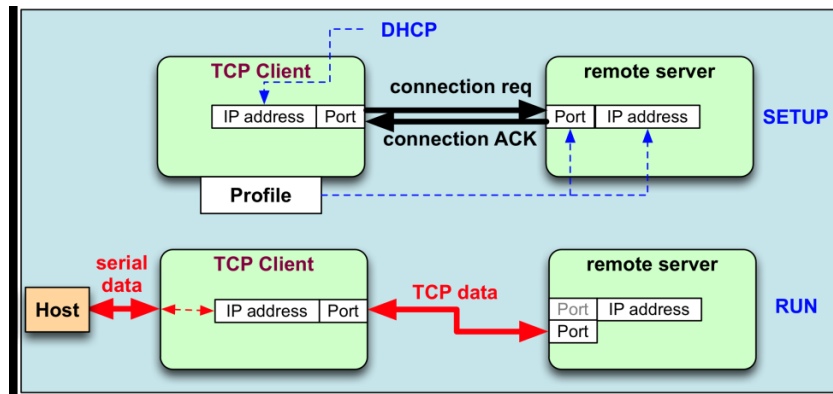 DHCP
TCP Client
remote server
connection req
IP address Port
Port IP address
SETUP
connection ACK
Profile
serial
data
TCP Client
remote server
TCP data
Host
IP address Port
Port IP address
Port
RUN